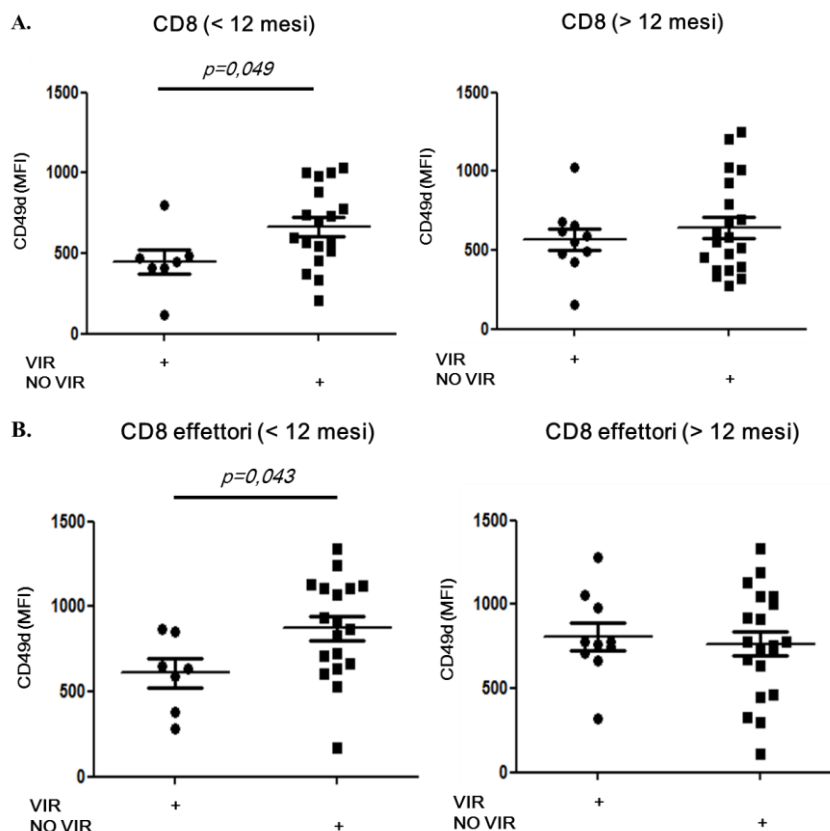 A.
CD8 (< 12 mesi)
p=0,049
1500
1000
500
0
CD49d (MFI)
VIR +
NO VIR +
CD8 (> 12 mesi)
1500
1000
500
0
CD49d (MFI)
VIR +
NO VIR +
B.
CD8 effettori (< 12 mesi)
p=0,043
1500
1000
500
0
CD49d (MFI)
VIR +
NO VIR +
CD8 effettori (> 12 mesi)
1500
1000
500
0
CD49d (MFI)
VIR +
NO VIR +